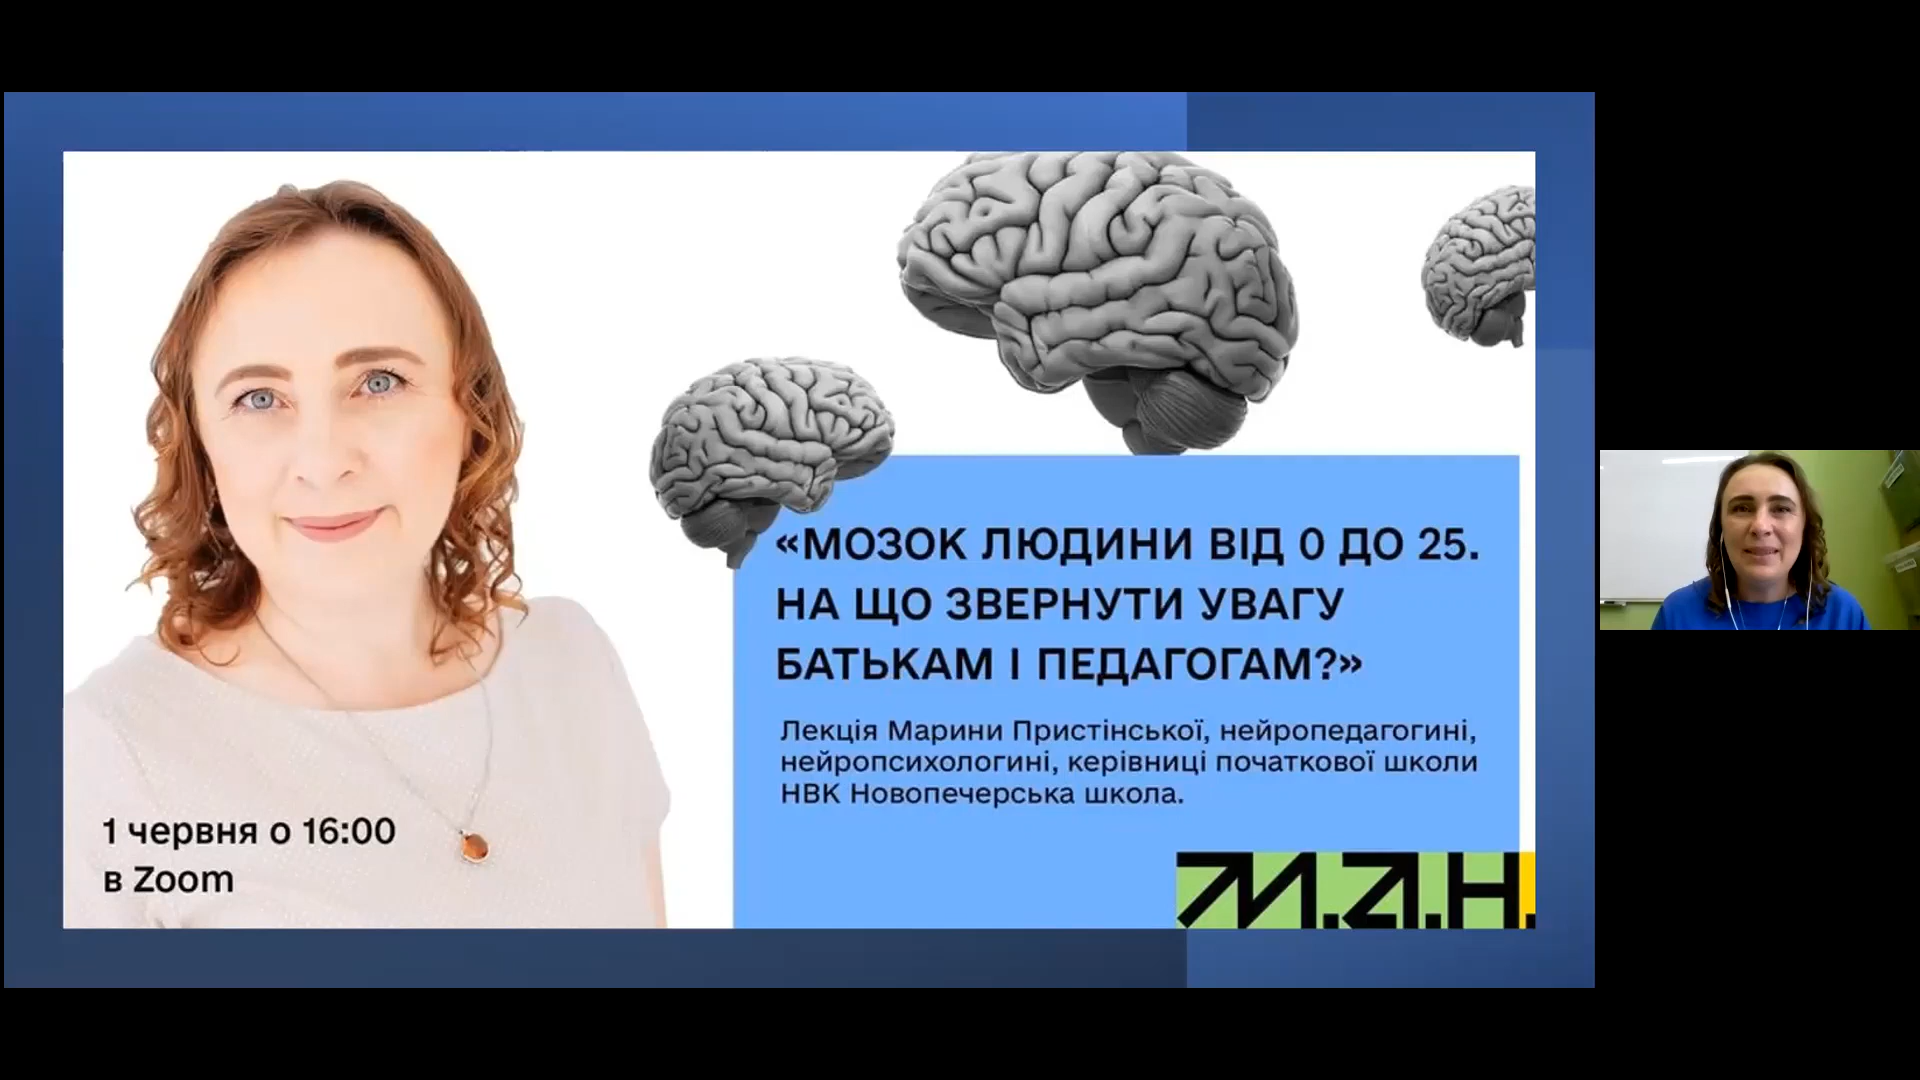 «МОЗОК ЛЮДИНИ ВІД 0 ДО 25.
НА ЩО ЗВЕРНУТИ УВАГУ
БАТЬКАМ І ПЕДАГОГАМ?»
Лекція Марини Пристінської, нейропедагогині,
нейропсихологині, керівниці початкової школи
НВК Новопечерська школа.
1 червня о 16:00
в Zoom
М.А.Н.